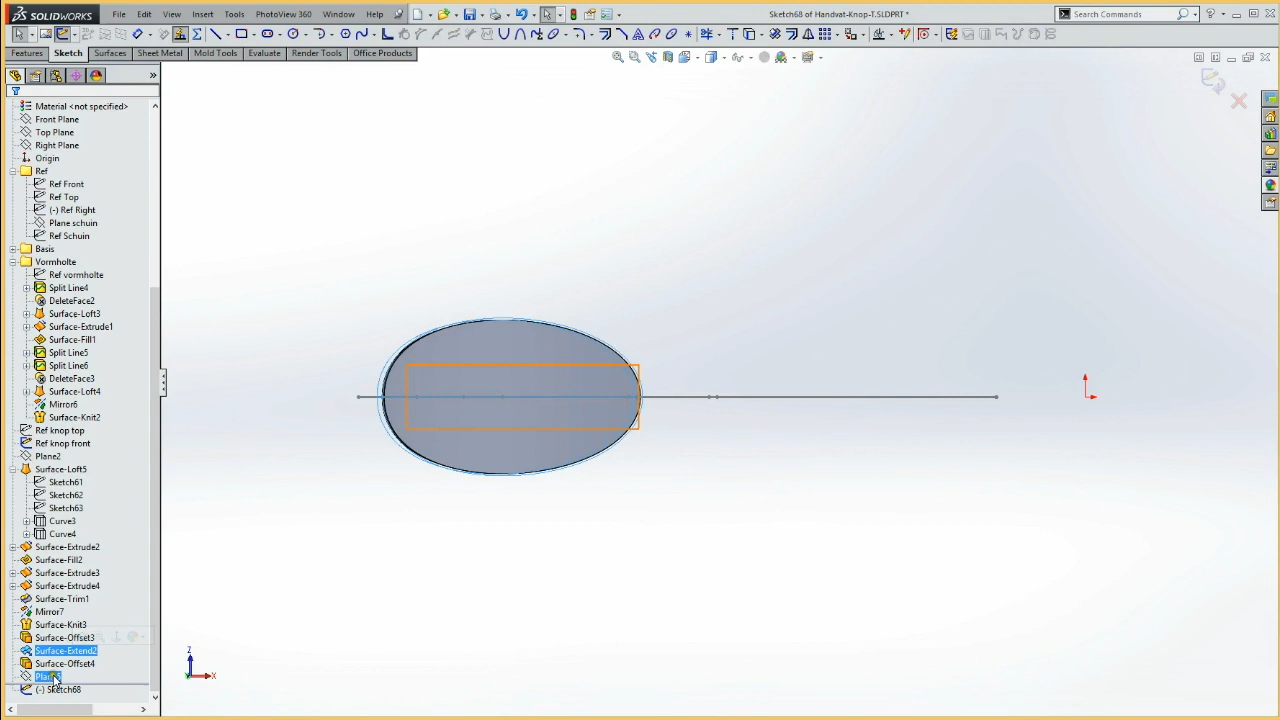 SOLIDWORKS File Edit View Insert Tools PhotoView 360 Window Help Sketch68 of Handvat-Knop-T.SLDPRT * Search Commands
Features Sketch Surfaces Sheet Metal Mold Tools Evaluate Render Tools Office Products
Material <not specified>
Front Plane
Top Plane
Right Plane
Origin
Ref
Ref Front
Ref Top
(-) Ref Right
Plane schuin
Ref Schuin
Basis
Vormholte
Ref vormholte
Split Line4
DeleteFace2
Surface-Loft3
Surface-Extrude1
Surface-Fill1
Split Line5
Split Line6
DeleteFace3
Surface-Loft4
Mirror6
Surface-Knit2
Ref knop top
Ref knop front
Plane2
Surface-Loft5
Sketch61
Sketch62
Sketch63
Curve3
Curve4
Surface-Extrude2
Surface-Fill2
Surface-Extrude3
Surface-Extrude4
Surface-Trim1
Mirror7
Surface-Knit3
Surface-Offset3
Surface-Extend2
Surface-Offset4
(-) Sketch68
Z
X